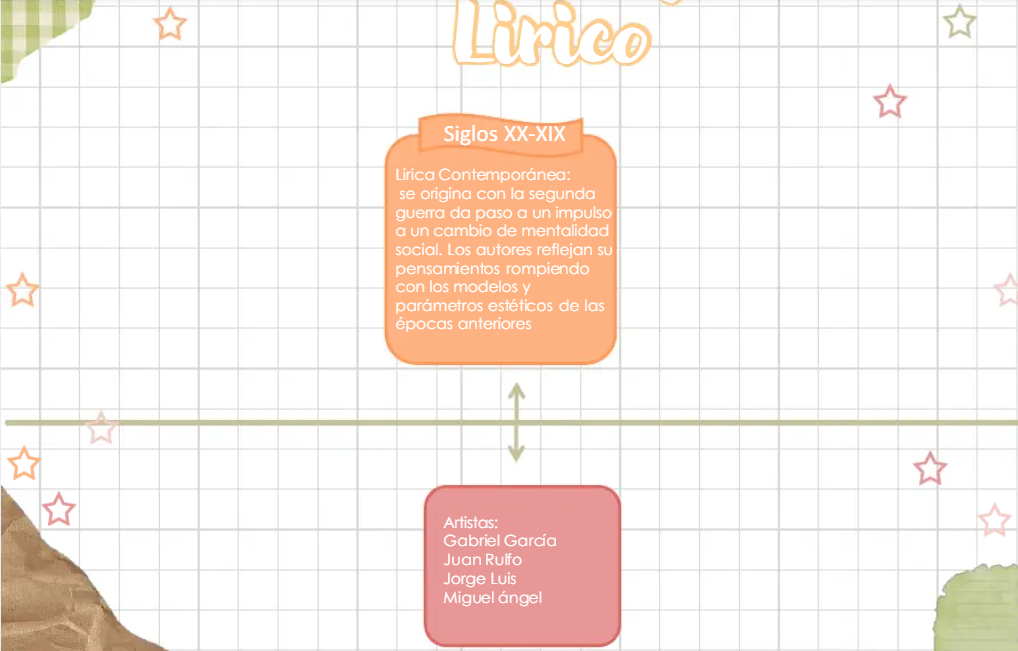 Lirico
Siglos XX-XIX
Lirica Contemporánea:
se origina con la segunda
guerra da paso a un impulso
a un cambio de mentalidad
social. Los autores reflejan su
pensamientos rompiendo
con los modelos y
parámetros estéticos de las
épocas anteriores
Artistas:
Gabriel García
Juan Rulfo
Jorge Luis
Miguel ángel